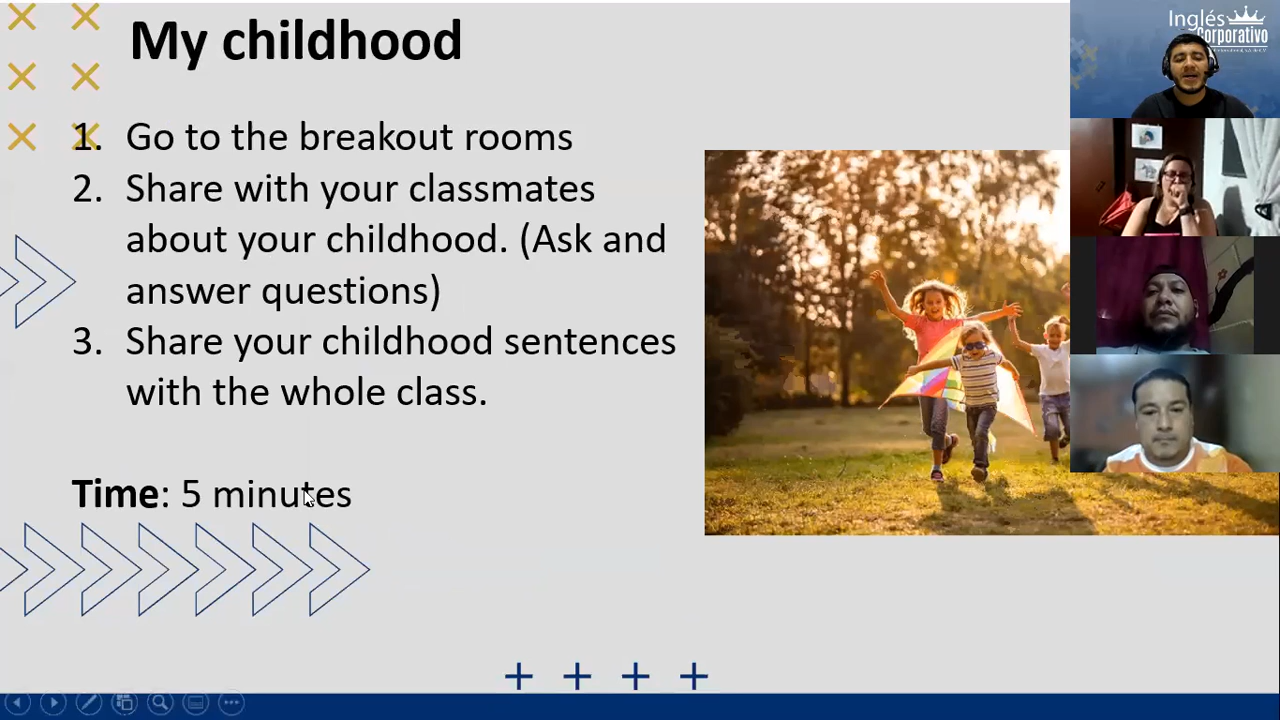 My childhood
Inglés
Corporativo
1. Go to the breakout rooms
2. Share with your classmates
about your childhood. (Ask and
answer questions)
3. Share your childhood sentences
with the whole class.
Time: 5 minutes